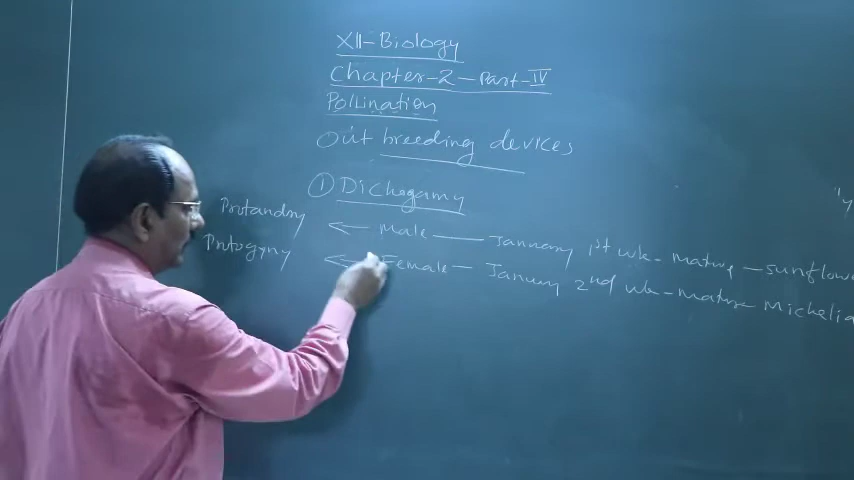 XII-Biology
Chapter-2-Part-IV
Pollination
Out breeding devices
① Dichogamy
Protandry ← Male — January 1st wk- mature — sunflowe
Protogyny ← Female — January 2nd wk-mature Michelia